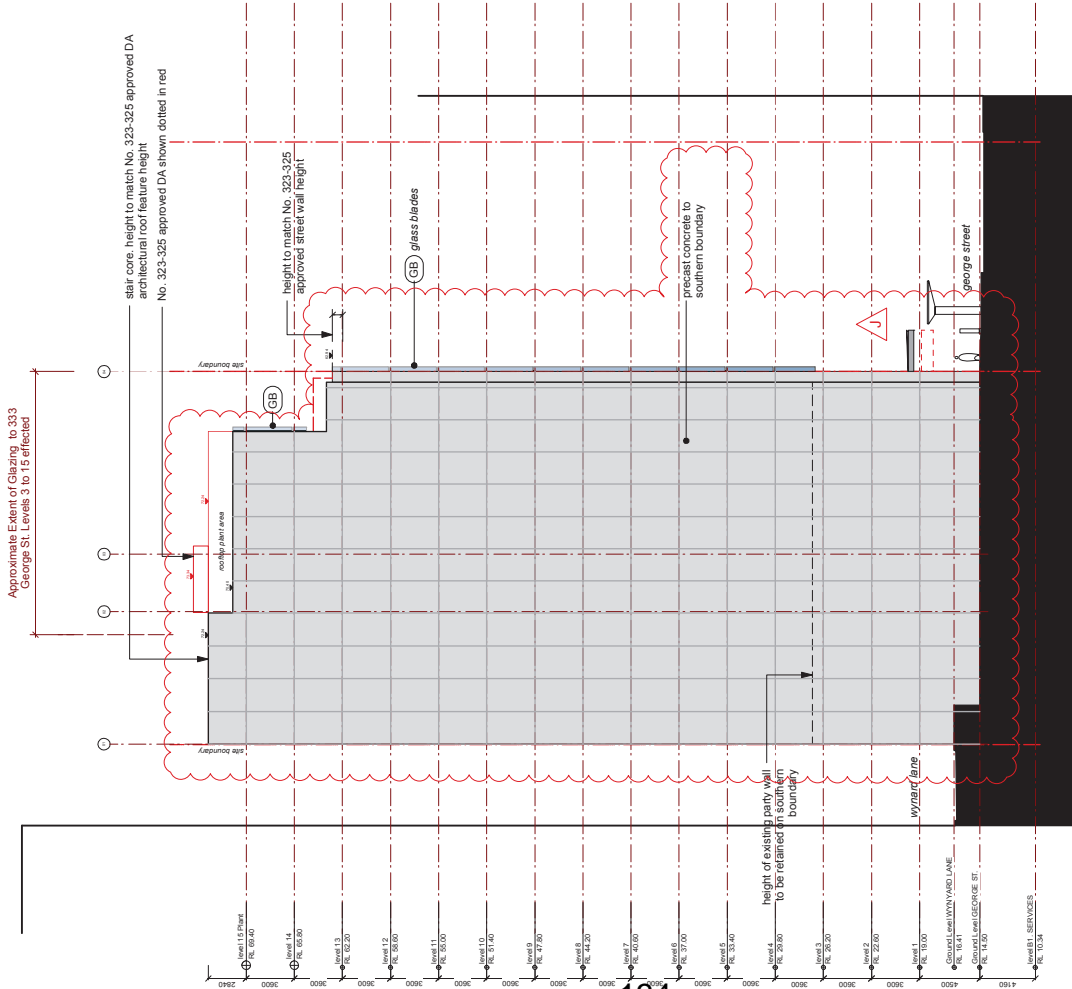 Approximate Extent of Glazing to 333
George St. Levels 3 to 15 effected
stair core. height to match No. 323-325 approved DA
architectural roof feature height
No. 323-325 approved DA shown dotted in red
height to match No. 323-325
approved street wall height
site boundary
GB
glass blades
GB
rooftop plant area
precast concrete to
southern boundary
J
george street
site boundary
height of existing party wall
to be retained on southern
boundary
wynard lane
level 15 Plant
RL 69.40
level 14
RL 65.80
level 13
RL 62.20
level 12
RL 58.60
level 11
RL 55.00
level 10
RL 51.40
level 9
RL 47.80
level 8
RL 44.20
level 7
RL 40.60
level 6
RL 37.00
level 5
RL 33.40
level 4
RL 29.80
level 3
RL 26.20
level 2
RL 22.60
level 1
RL 19.00
Ground Level WYNYARD LANE
RL 16.41
Ground Level GEORGE ST.
RL 14.50
level B1 SERVICES
RL 10.34
2840
3600
3600
3600
3600
3600
3600
3600
3600
3600
3600
3600
3600
3600
3600
4500
4160